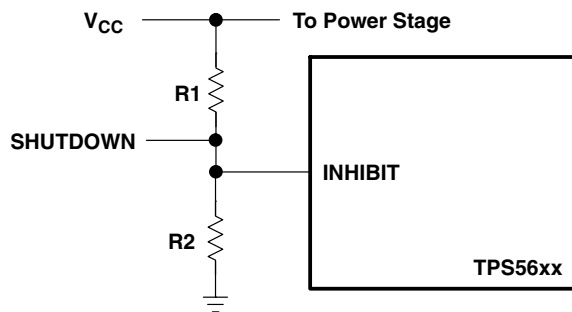 V_CC
To Power Stage
R1
SHUTDOWN
INHIBIT
R2
TPS56xx